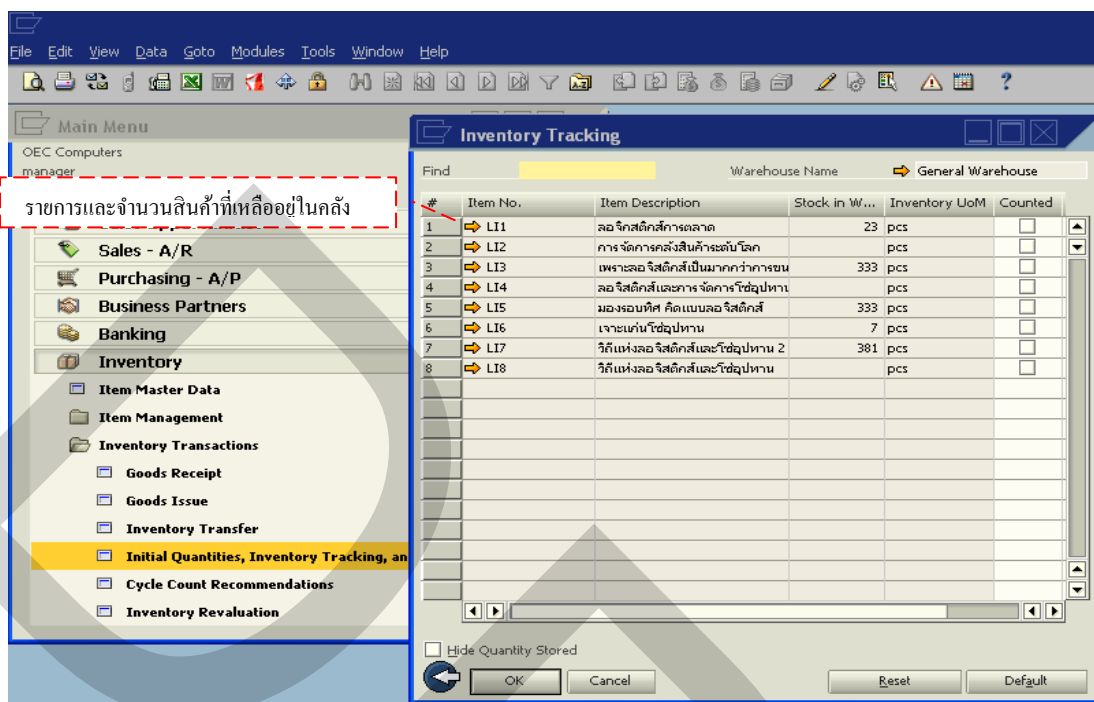 File Edit View Data Goto Modules Tools Window Help
Main Menu
OEC Computers
manager
รายการและจำนวนสินค้าที่เหลืออยู่ในคลัง
Sales - A/R
Purchasing - A/P
Business Partners
Banking
Inventory
Item Master Data
Item Management
Inventory Transactions
Goods Receipt
Goods Issue
Inventory Transfer
Initial Quantities, Inventory Tracking, an
Cycle Count Recommendations
Inventory Revaluation
Inventory Tracking
Find Warehouse Name General Warehouse
# Item No. Item Description Stock in W... Inventory UoM Counted
1 LI1 ลอจิกสติกส์การตลาด 23 pcs
2 LI2 การจัดการคลังสินค้าระดับโลก pcs
3 LI3 เพราะลอจิสติกส์เป็นมากกว่าการขน 333 pcs
4 LI4 ลอจิสติกส์และการจัดการโซ่อุปทาน pcs
5 LI5 มองรอบทิศ คิดแบบลอจิสติกส์ 333 pcs
6 LI6 เจาะแก่นโซ่อุปทาน 7 pcs
7 LI7 วิถีแห่งลอจิสติกส์และโซ่อุปทาน 2 381 pcs
8 LI8 วิถีแห่งลอจิสติกส์และโซ่อุปทาน pcs
Hide Quantity Stored
OK Cancel Reset Default